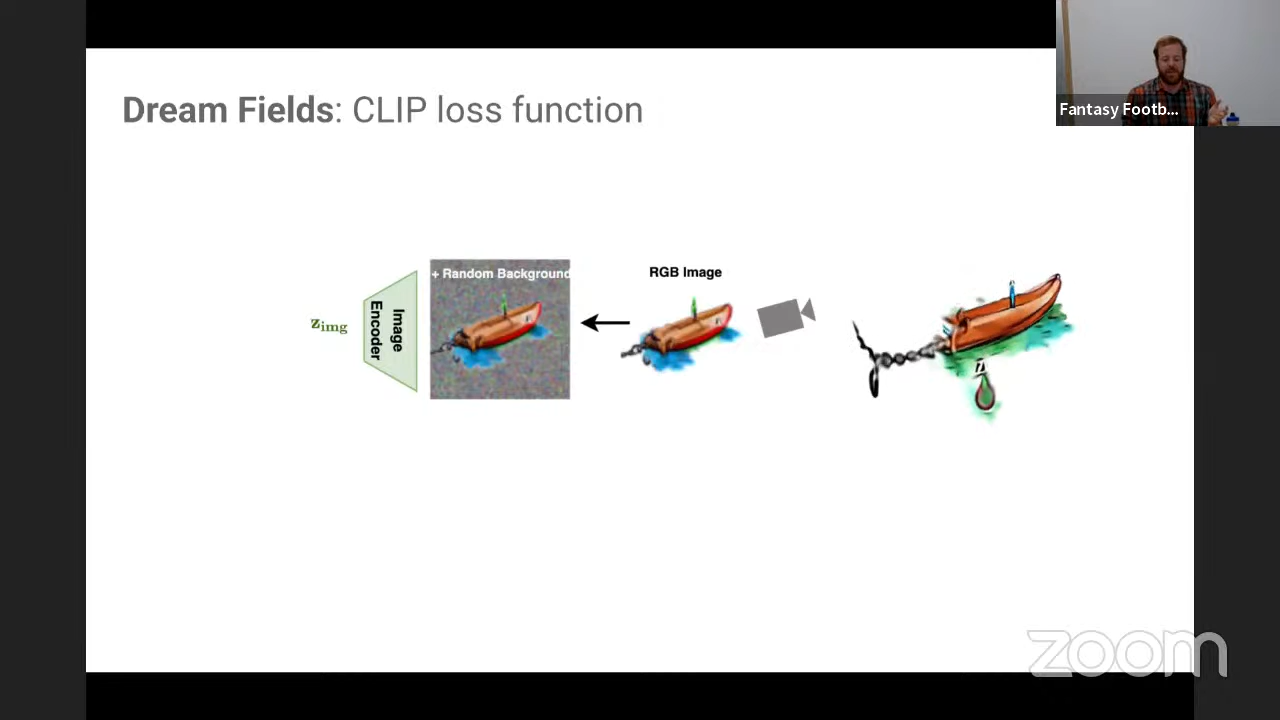 Dream Fields: CLIP loss function
Fantasy Footb...
+ Random Background
RGB Image
Image
Encoder
z_img
zoom